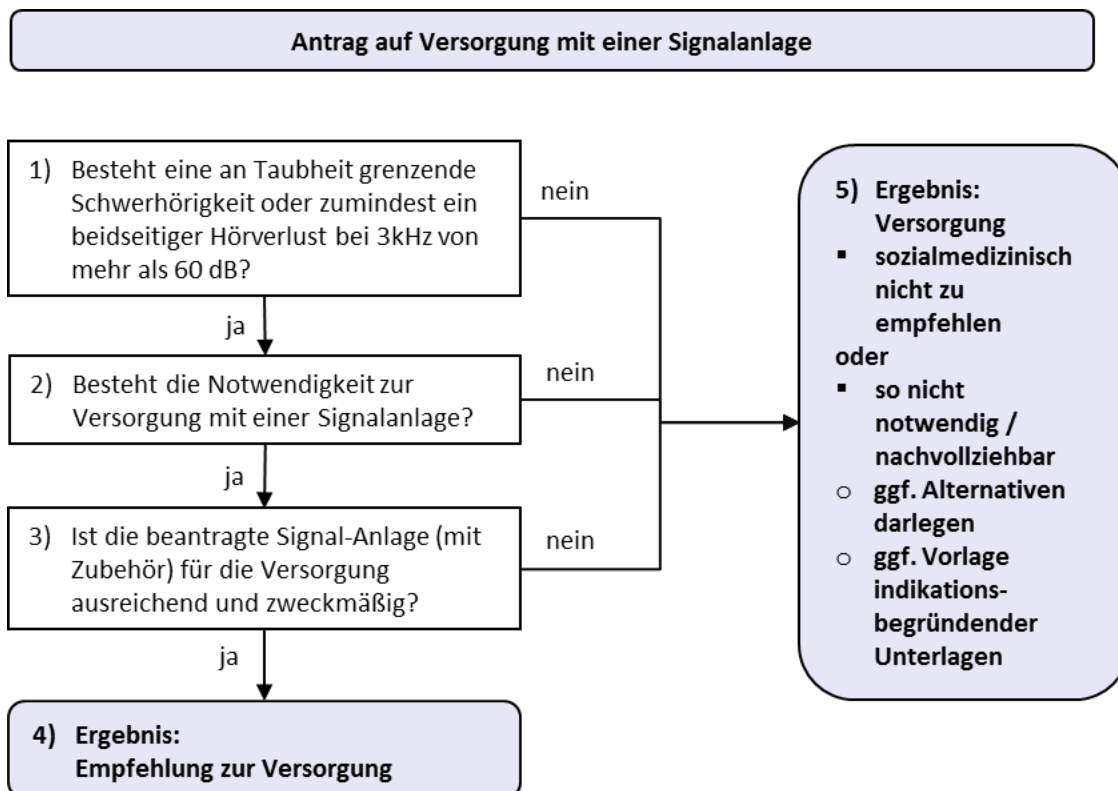 Antrag auf Versorgung mit einer Signalanlage
1) Besteht eine an Taubheit grenzende
Schwerhörigkeit oder zumindest ein
beidseitiger Hörverlust bei 3kHz von
mehr als 60 dB?
nein
ja
2) Besteht die Notwendigkeit zur
Versorgung mit einer Signalanlage?
nein
ja
3) Ist die beantragte Signal-Anlage (mit
Zubehör) für die Versorgung
ausreichend und zweckmäßig?
nein
ja
4) Ergebnis:
Empfehlung zur Versorgung
5) Ergebnis:
Versorgung
▪ sozialmedizinisch
nicht zu
empfehlen
oder
▪ so nicht
notwendig /
nachvollziehbar
o ggf. Alternativen
darlegen
o ggf. Vorlage
indikations-
begründender
Unterlagen